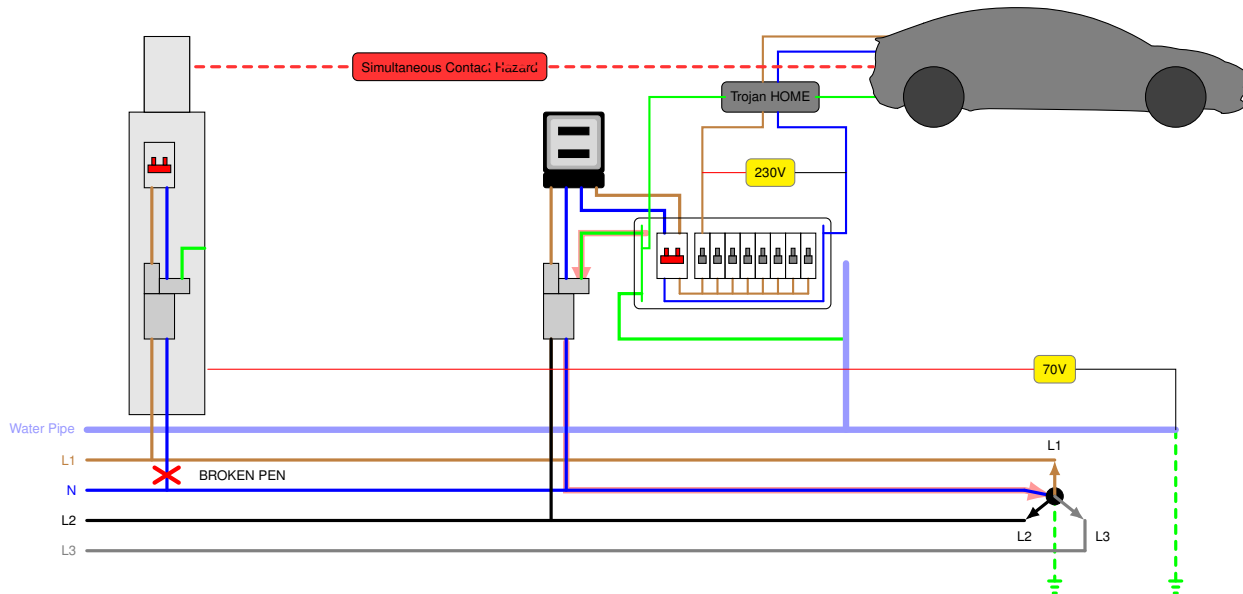 Simultaneous Contact Hazard
Trojan HOME
230V
70V
Water Pipe
L1
L1
BROKEN PEN
N
L2
L2
L3
L3